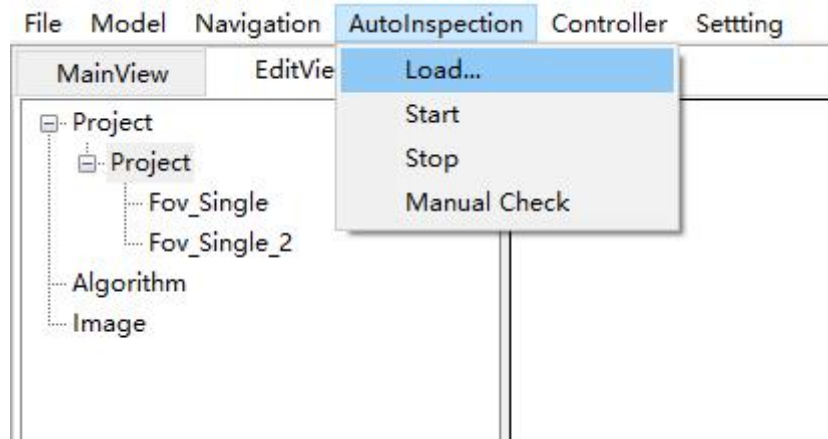 File Model Navigation AutoInspection Controller Settting
MainView EditVie
Load...
Start
Stop
Manual Check
Project
Project
Fov_Single
Fov_Single_2
Algorithm
Image